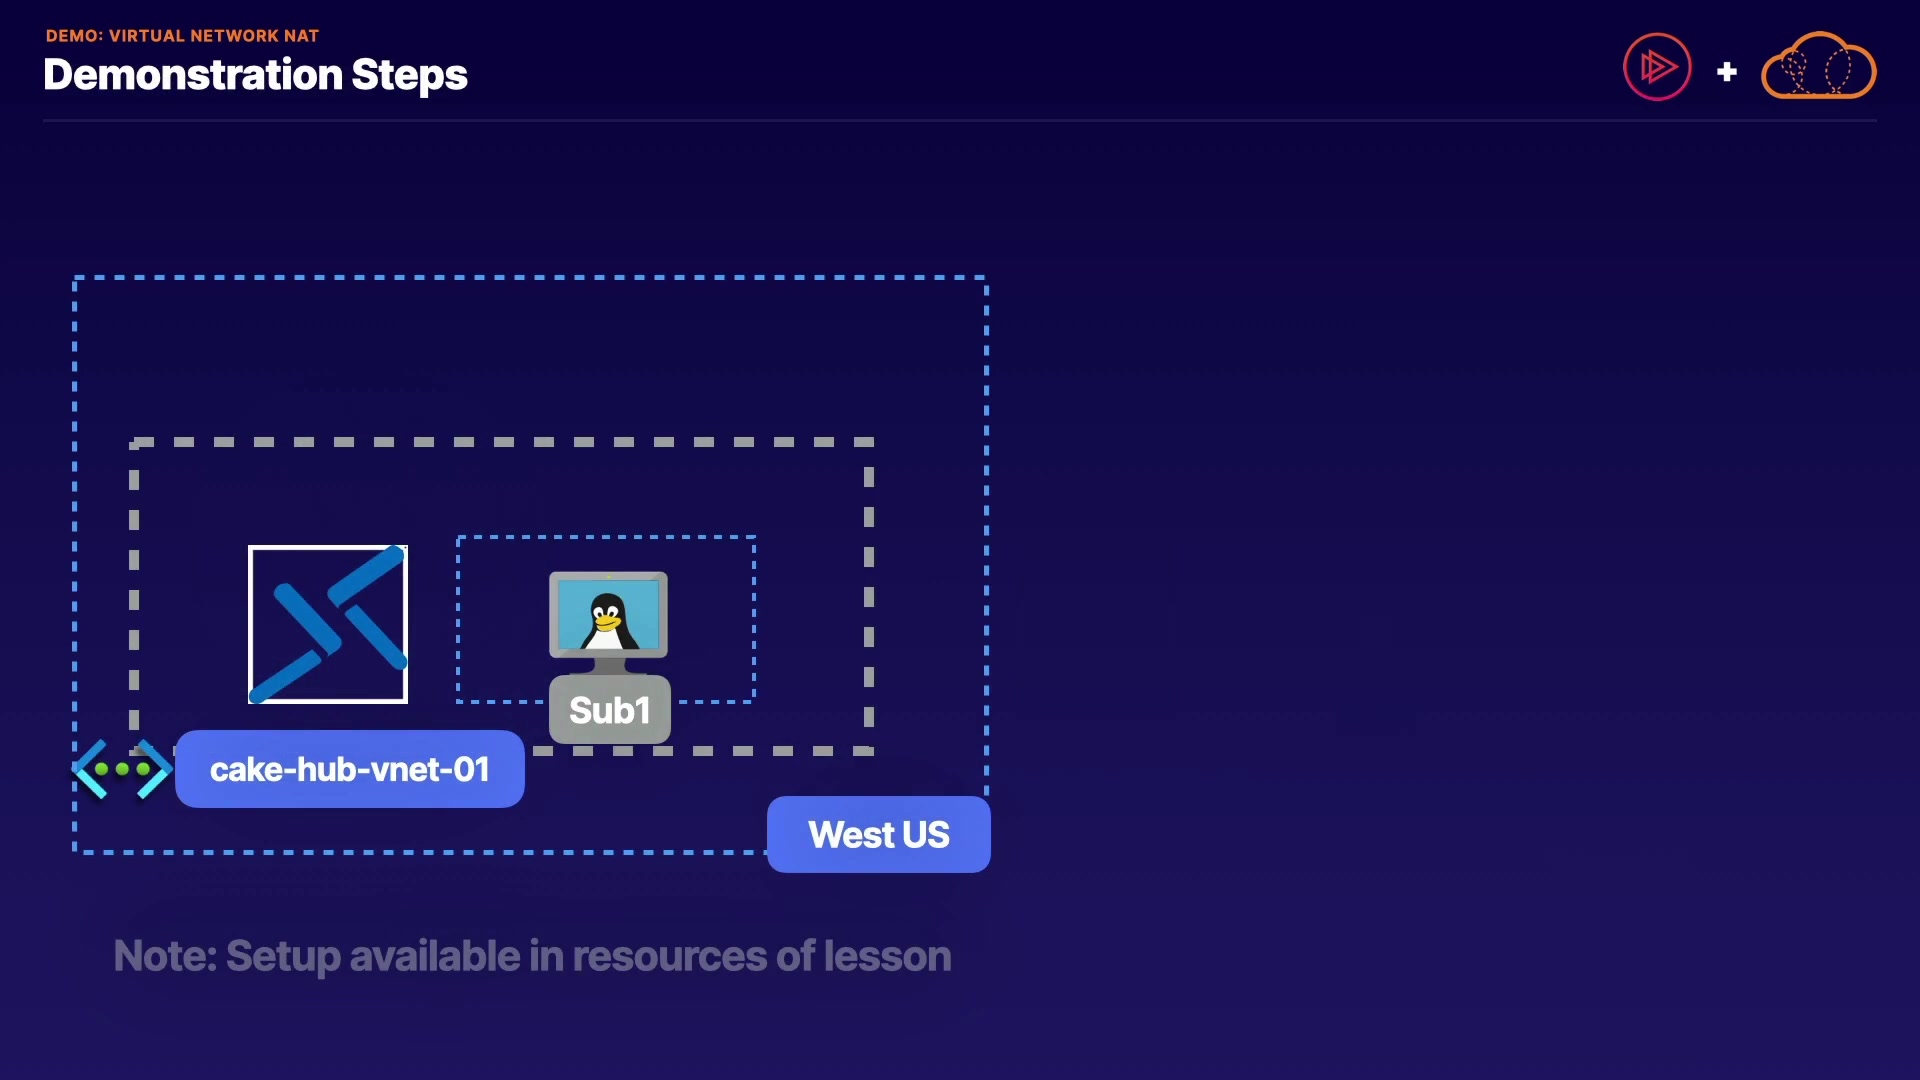 DEMO: VIRTUAL NETWORK NAT
Demonstration Steps
Sub1
cake-hub-vnet-01
West US
Note: Setup available in resources of lesson